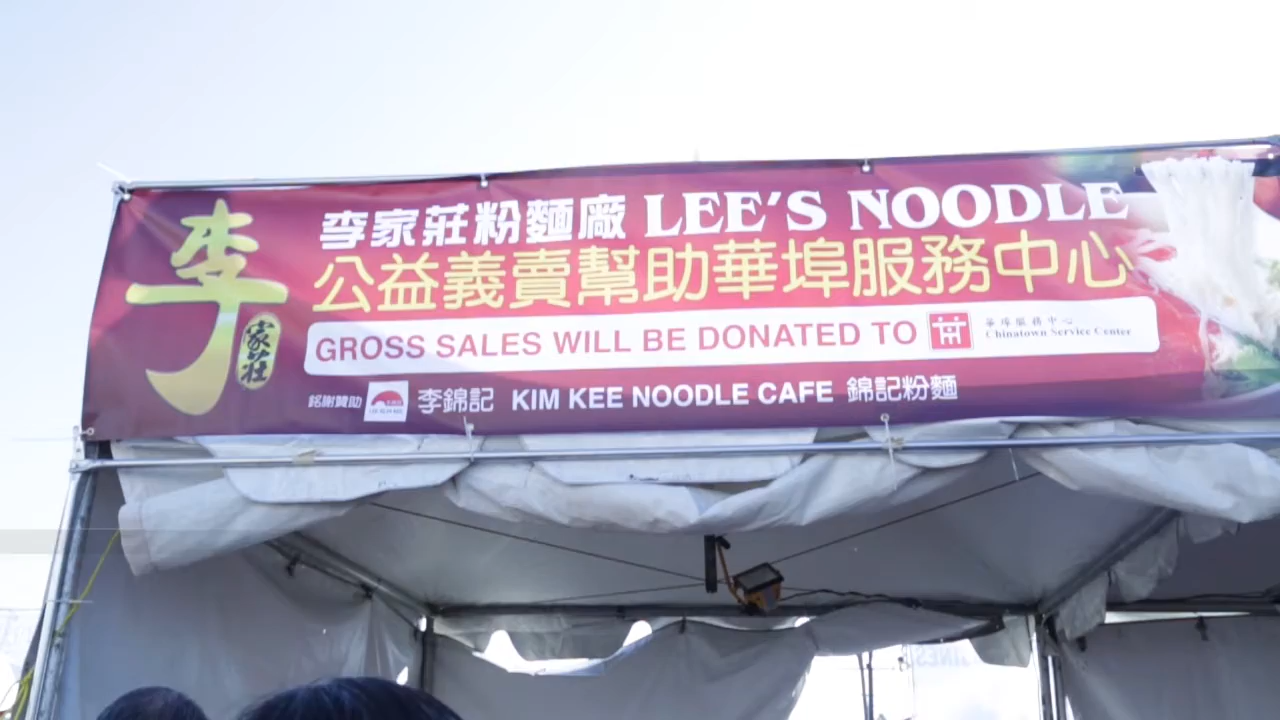 李家莊
李家莊粉麵廠 LEE'S NOODLE
公益義賣幫助華埠服務中心
GROSS SALES WILL BE DONATED TO 華埠服務中心
Chinatown Service Center
銘謝贊助 李錦記 KIM KEE NOODLE CAFE 錦記粉麵